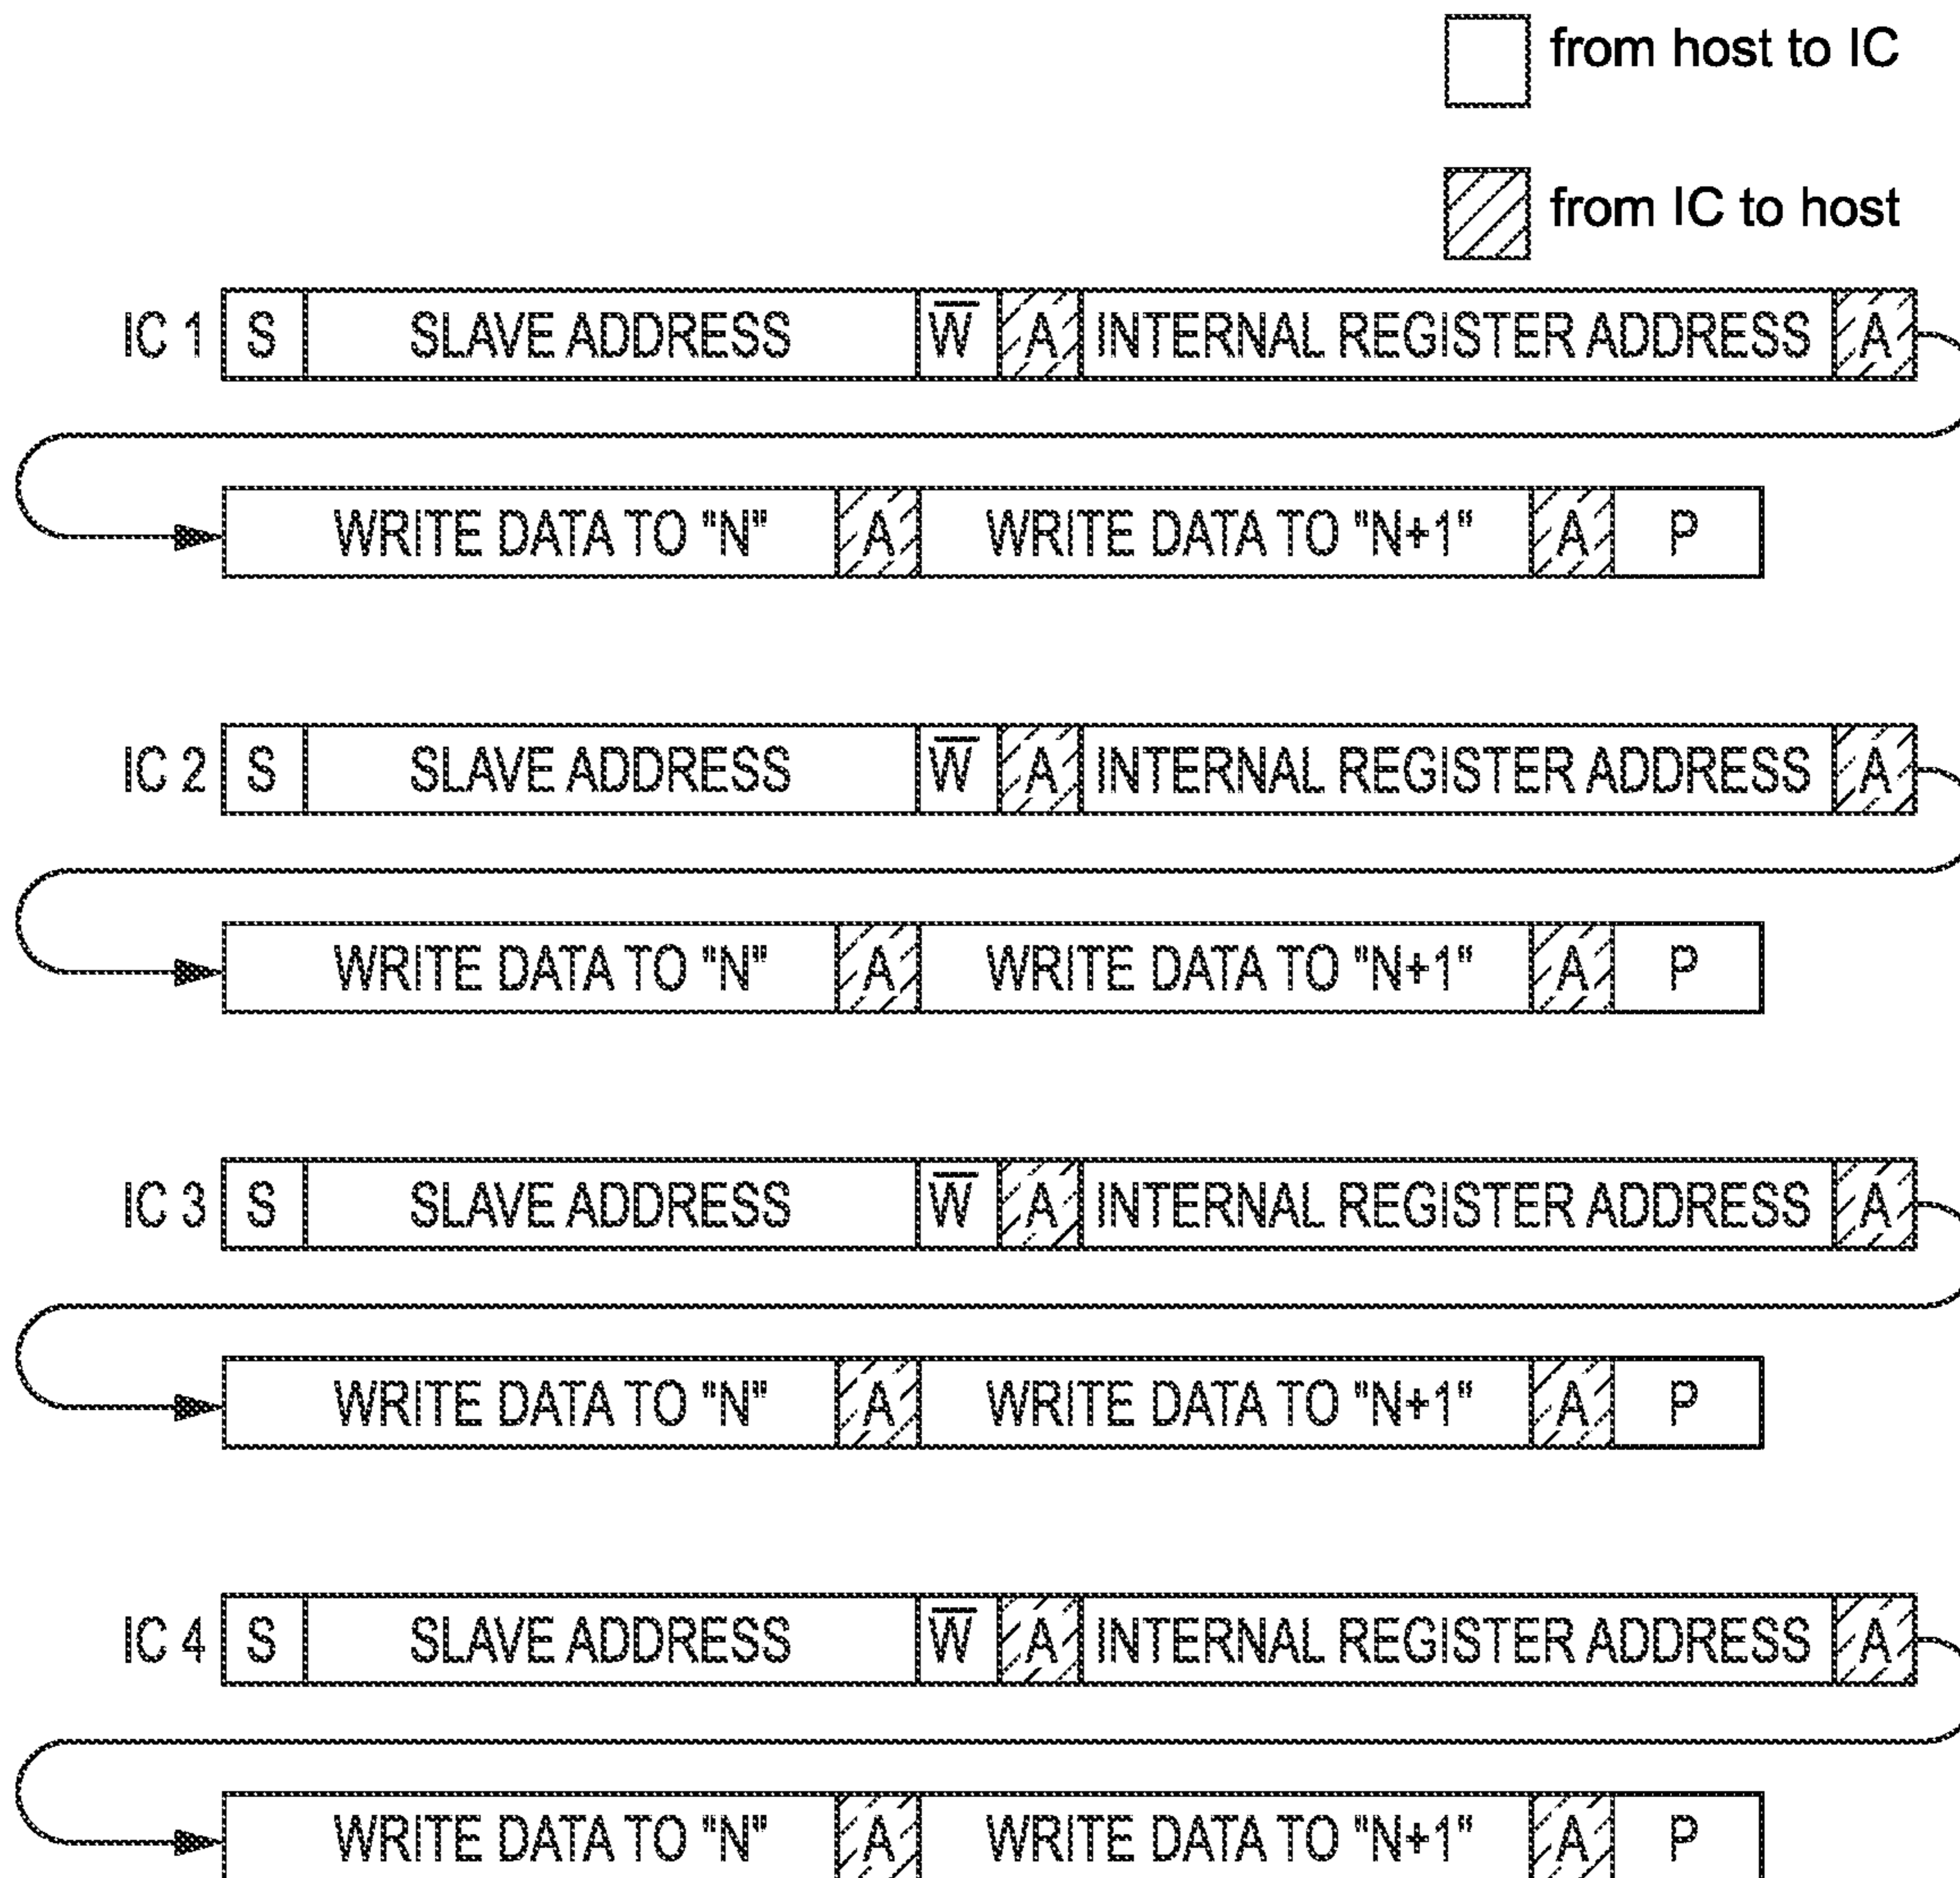 from host to IC
from IC to host
IC 1 S SLAVE ADDRESS W̅ A INTERNAL REGISTER ADDRESS A
WRITE DATA TO "N" A WRITE DATA TO "N+1" A P
IC 2 S SLAVE ADDRESS W̅ A INTERNAL REGISTER ADDRESS A
WRITE DATA TO "N" A WRITE DATA TO "N+1" A P
IC 3 S SLAVE ADDRESS W̅ A INTERNAL REGISTER ADDRESS A
WRITE DATA TO "N" A WRITE DATA TO "N+1" A P
IC 4 S SLAVE ADDRESS W̅ A INTERNAL REGISTER ADDRESS A
WRITE DATA TO "N" A WRITE DATA TO "N+1" A P